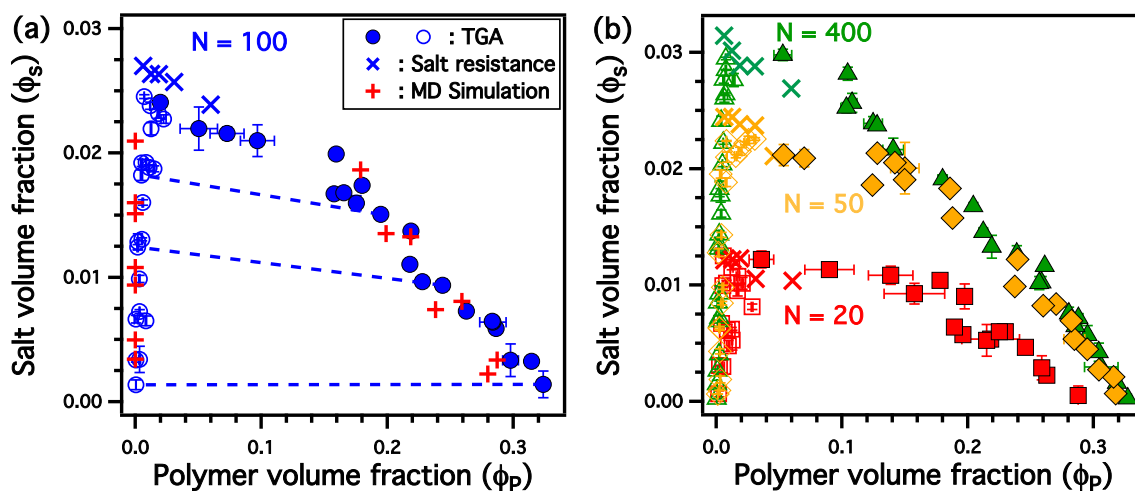 (a)
N = 100
: TGA
: Salt resistance
: MD Simulation
Salt volume fraction (ϕS)
0.03
0.02
0.01
0.00
0.0 0.1 0.2 0.3
Polymer volume fraction (ϕP)
(b)
N = 400
N = 50
N = 20
Salt volume fraction (ϕS)
0.03
0.02
0.01
0.00
0.0 0.1 0.2 0.3
Polymer volume fraction (ϕP)